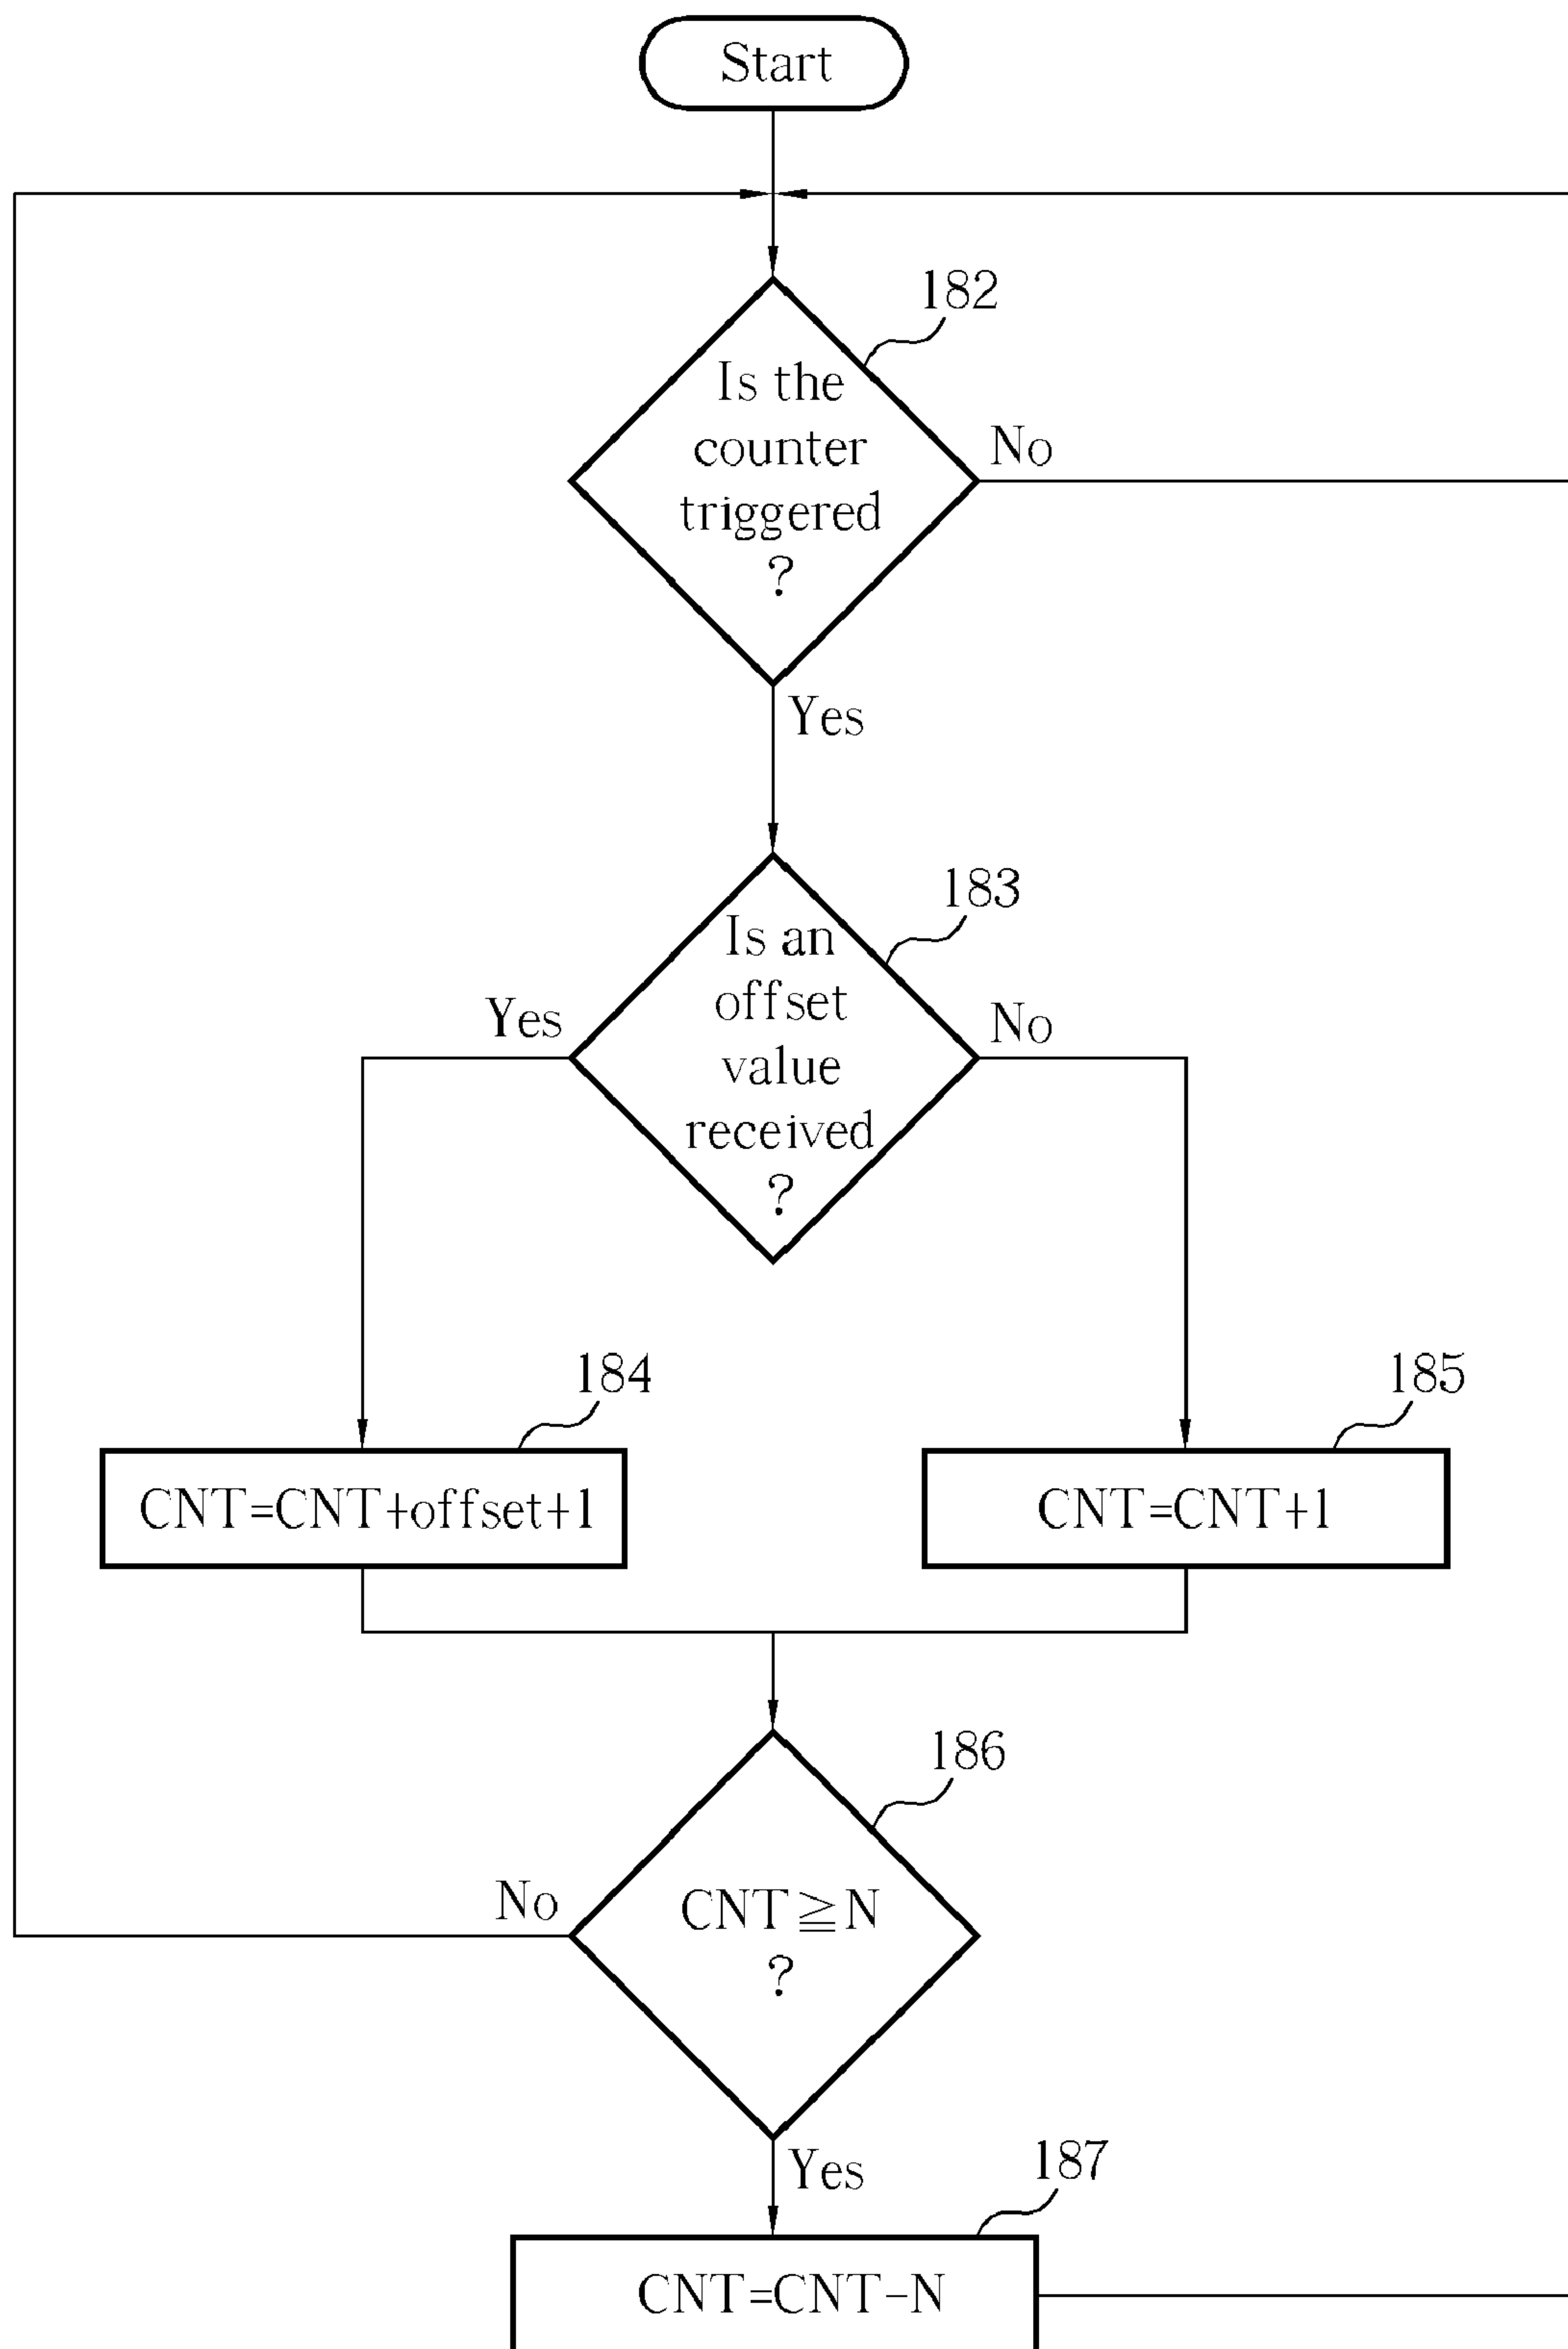 Start
182
Is the
counter
triggered
?
No
Yes
183
Is an
offset
value
received
?
Yes
No
184
CNT=CNT+offset+1
185
CNT=CNT+1
186
CNT≧N
?
No
Yes
187
CNT=CNT−N